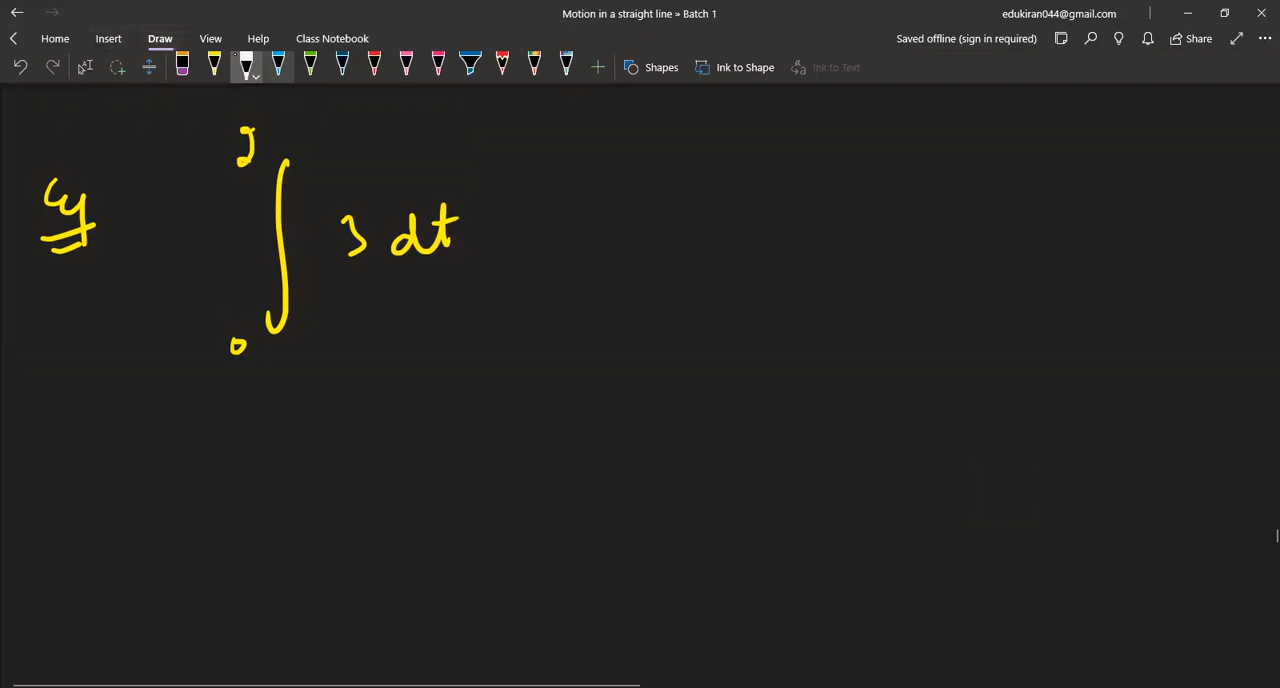 Motion in a straight line » Batch 1
edukiran044@gmail.com
Home Insert Draw View Help Class Notebook
Saved offline (sign in required)
Share
Shapes
Ink to Shape
Ink to Text
2
∫ 3 dt
0